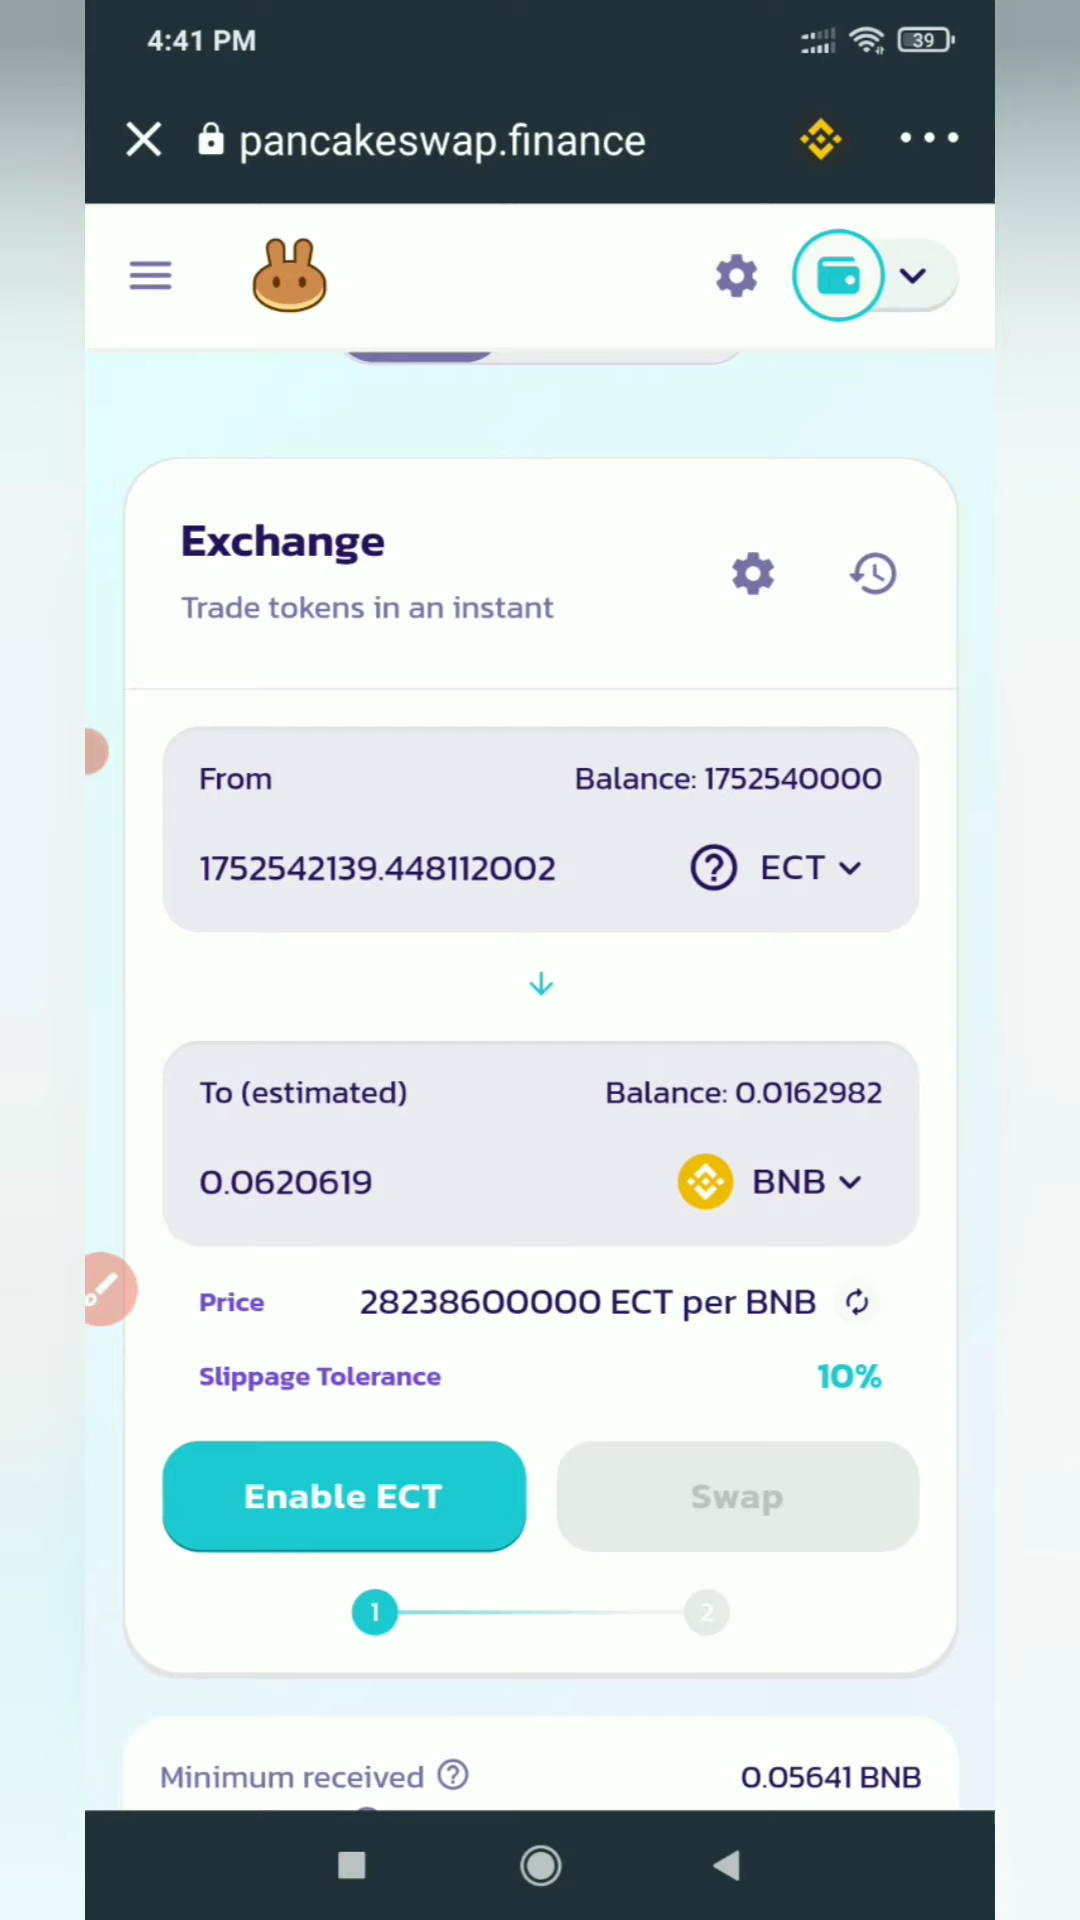 4:41 PM
39
pancakeswap.finance
Exchange
Trade tokens in an instant
From
Balance: 1752540000
1752542139.448112002
ECT
To (estimated)
Balance: 0.0162982
0.0620619
BNB
Price
28238600000 ECT per BNB
Slippage Tolerance
10%
Enable ECT
Swap
1
2
Minimum received
0.05641 BNB